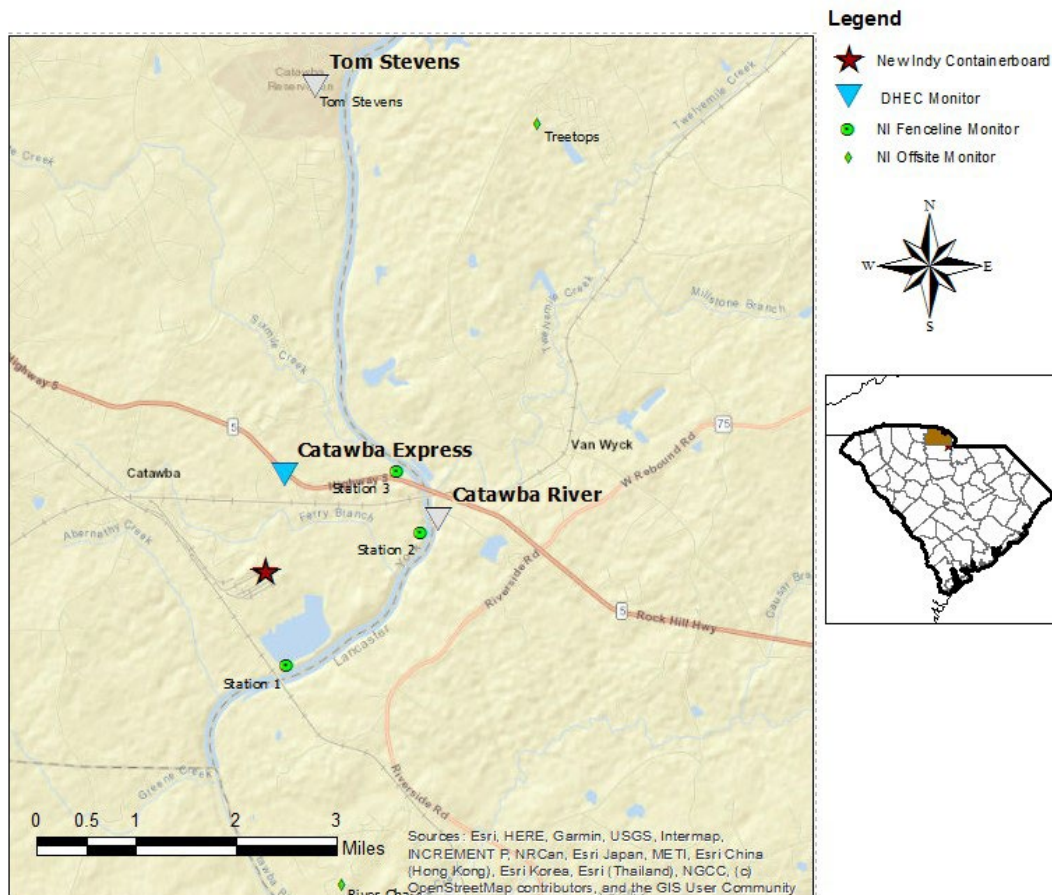 Legend
New Indy Containerboard
DHEC Monitor
NI Fenceline Monitor
NI Offsite Monitor
N
W
E
S
Tom Stevens
Catawba
Tom Stevens
Treetops
Twelvemile Creek
Millstone Branch
Twelvemile Creek
Sixmile Creek
Highway 5
5
75
Catawba Express
Van Wyck
W Rebound Rd
Catawba
Highway 5
Station 3
Catawba River
Ferry Branch
Abernathy Creek
Station 2
York
Riverside Rd
5
Rock Hill Hwy
Lancaster
Station 1
Greene Creek
Riverside Rd
0 0.5 1 2 3
Miles
Sources: Esri, HERE, Garmin, USGS, Intermap,
INCREMENT P, NRCan, Esri Japan, METI, Esri China
(Hong Kong), Esri Korea, Esri (Thailand), NGCC, (c)
OpenStreetMap contributors, and the GIS User Community